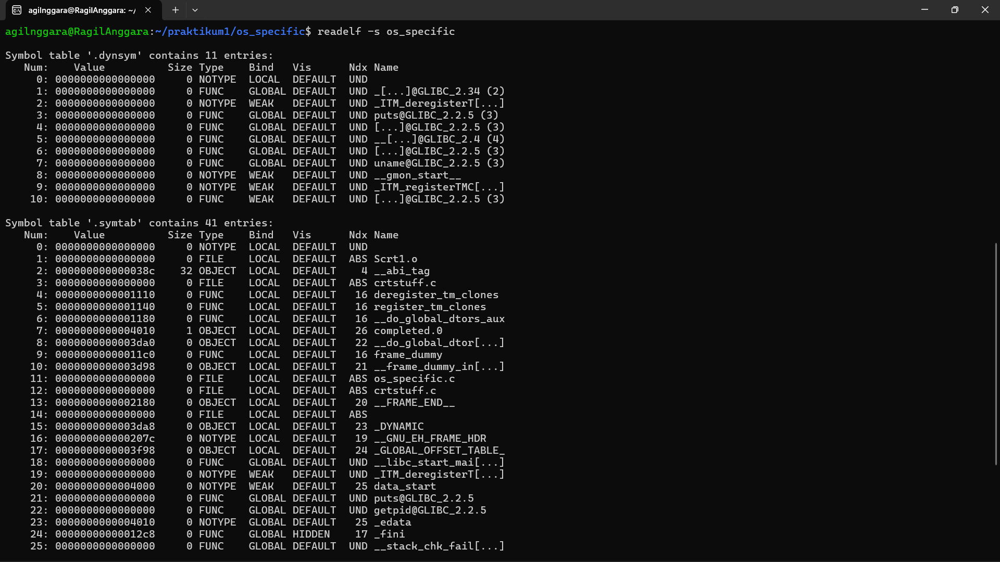 agilnggara@RagilAnggara: ~/
agilnggara@RagilAnggara:~/praktikum1/os_specific$ readelf -s os_specific
Symbol table '.dynsym' contains 11 entries:
Num: Value Size Type Bind Vis Ndx Name
0: 0000000000000000 0 NOTYPE LOCAL DEFAULT UND
1: 0000000000000000 0 FUNC GLOBAL DEFAULT UND _[...]@GLIBC_2.34 (2)
2: 0000000000000000 0 NOTYPE WEAK DEFAULT UND _ITM_deregisterT[...]
3: 0000000000000000 0 FUNC GLOBAL DEFAULT UND puts@GLIBC_2.2.5 (3)
4: 0000000000000000 0 FUNC GLOBAL DEFAULT UND [...]@GLIBC_2.2.5 (3)
5: 0000000000000000 0 FUNC GLOBAL DEFAULT UND __[...]@GLIBC_2.4 (4)
6: 0000000000000000 0 FUNC GLOBAL DEFAULT UND [...]@GLIBC_2.2.5 (3)
7: 0000000000000000 0 FUNC GLOBAL DEFAULT UND uname@GLIBC_2.2.5 (3)
8: 0000000000000000 0 NOTYPE WEAK DEFAULT UND __gmon_start__
9: 0000000000000000 0 NOTYPE WEAK DEFAULT UND _ITM_registerTMC[...]
10: 0000000000000000 0 FUNC WEAK DEFAULT UND [...]@GLIBC_2.2.5 (3)
Symbol table '.symtab' contains 41 entries:
Num: Value Size Type Bind Vis Ndx Name
0: 0000000000000000 0 NOTYPE LOCAL DEFAULT UND
1: 0000000000000000 0 FILE LOCAL DEFAULT ABS Scrt1.o
2: 000000000000038c 32 OBJECT LOCAL DEFAULT 4 __abi_tag
3: 0000000000000000 0 FILE LOCAL DEFAULT ABS crtstuff.c
4: 0000000000001110 0 FUNC LOCAL DEFAULT 16 deregister_tm_clones
5: 0000000000001140 0 FUNC LOCAL DEFAULT 16 register_tm_clones
6: 0000000000001180 0 FUNC LOCAL DEFAULT 16 __do_global_dtors_aux
7: 0000000000004010 1 OBJECT LOCAL DEFAULT 26 completed.0
8: 0000000000003da0 0 OBJECT LOCAL DEFAULT 22 __do_global_dtor[...]
9: 00000000000011c0 0 FUNC LOCAL DEFAULT 16 frame_dummy
10: 0000000000003d98 0 OBJECT LOCAL DEFAULT 21 __frame_dummy_in[...]
11: 0000000000000000 0 FILE LOCAL DEFAULT ABS os_specific.c
12: 0000000000000000 0 FILE LOCAL DEFAULT ABS crtstuff.c
13: 0000000000002180 0 OBJECT LOCAL DEFAULT 20 __FRAME_END__
14: 0000000000000000 0 FILE LOCAL DEFAULT ABS
15: 0000000000003da8 0 OBJECT LOCAL DEFAULT 23 _DYNAMIC
16: 000000000000207c 0 NOTYPE LOCAL DEFAULT 19 __GNU_EH_FRAME_HDR
17: 0000000000003f98 0 OBJECT LOCAL DEFAULT 24 _GLOBAL_OFFSET_TABLE_
18: 0000000000000000 0 FUNC GLOBAL DEFAULT UND __libc_start_mai[...]
19: 0000000000000000 0 NOTYPE WEAK DEFAULT UND _ITM_deregisterT[...]
20: 0000000000004000 0 NOTYPE WEAK DEFAULT 25 data_start
21: 0000000000000000 0 FUNC GLOBAL DEFAULT UND puts@GLIBC_2.2.5
22: 0000000000000000 0 FUNC GLOBAL DEFAULT UND getpid@GLIBC_2.2.5
23: 0000000000004010 0 NOTYPE GLOBAL DEFAULT 25 _edata
24: 00000000000012c8 0 FUNC GLOBAL HIDDEN 17 _fini
25: 0000000000000000 0 FUNC GLOBAL DEFAULT UND __stack_chk_fail[...]